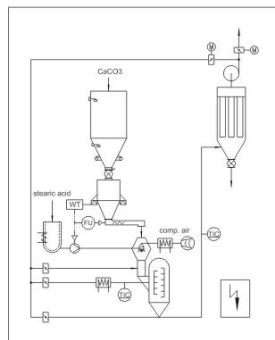 M
M
CaCO3
stearic acid
WT
FU
comp. air
TIC
TIC